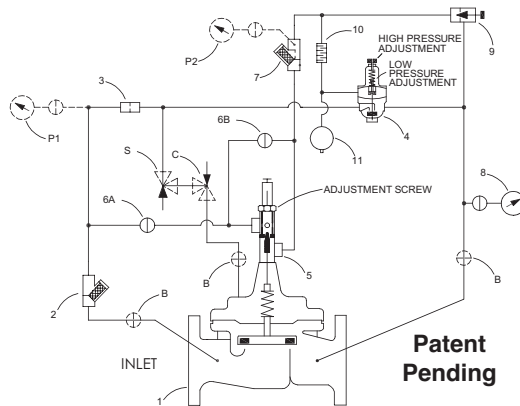 P2
10
HIGH PRESSURE
ADJUSTMENT
9
7
LOW
PRESSURE
ADJUSTMENT
3
P1
4
6B
11
S
C
8
6A
ADJUSTMENT SCREW
B
5
B
2
B
INLET
Patent
Pending
1